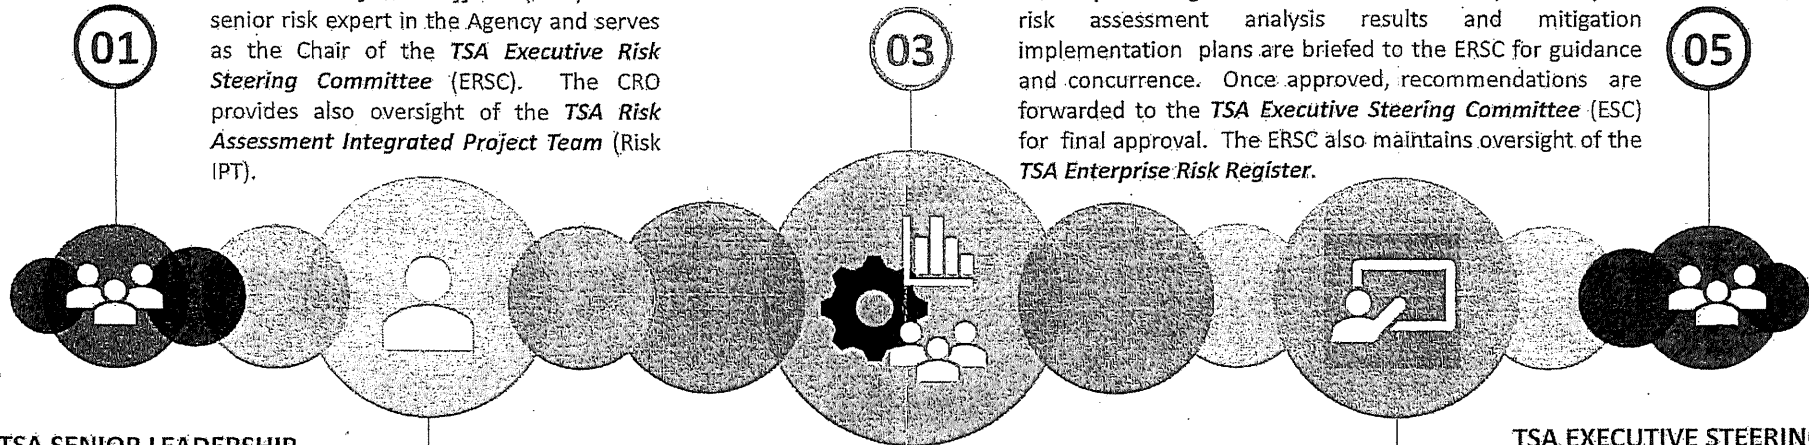 01
senior risk expert in the Agency and serves
as the Chair of the TSA Executive Risk
Steering Committee (ERSC). The CRO
provides also oversight of the TSA Risk
Assessment Integrated Project Team (Risk
IPT).
03
risk assessment analysis results and mitigation
implementation plans are briefed to the ERSC for guidance
and concurrence. Once approved, recommendations are
forwarded to the TSA Executive Steering Committee (ESC)
for final approval. The ERSC also maintains oversight of the
TSA Enterprise Risk Register.
05
TSA SENIOR LEADERSHIP
TSA EXECUTIVE STEERIN